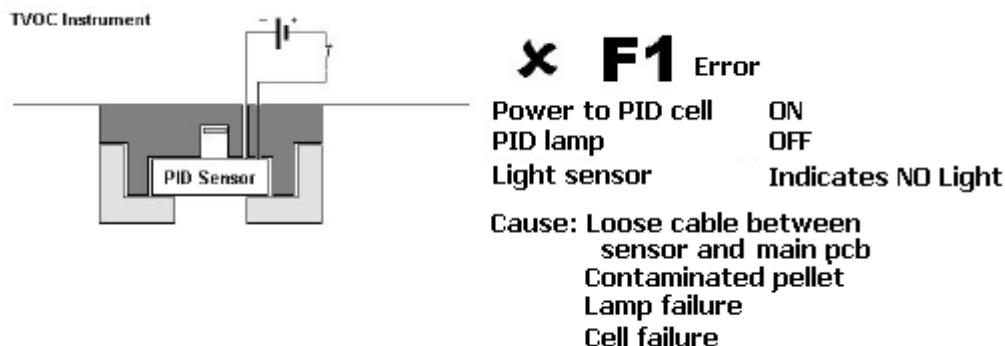 TVOC Instrument
- +
PID Sensor
✘ F1 Error
Power to PID cell ON
PID lamp OFF
Light sensor Indicates NO Light
Cause: Loose cable between
sensor and main pcb
Contaminated pellet
Lamp failure
Cell failure